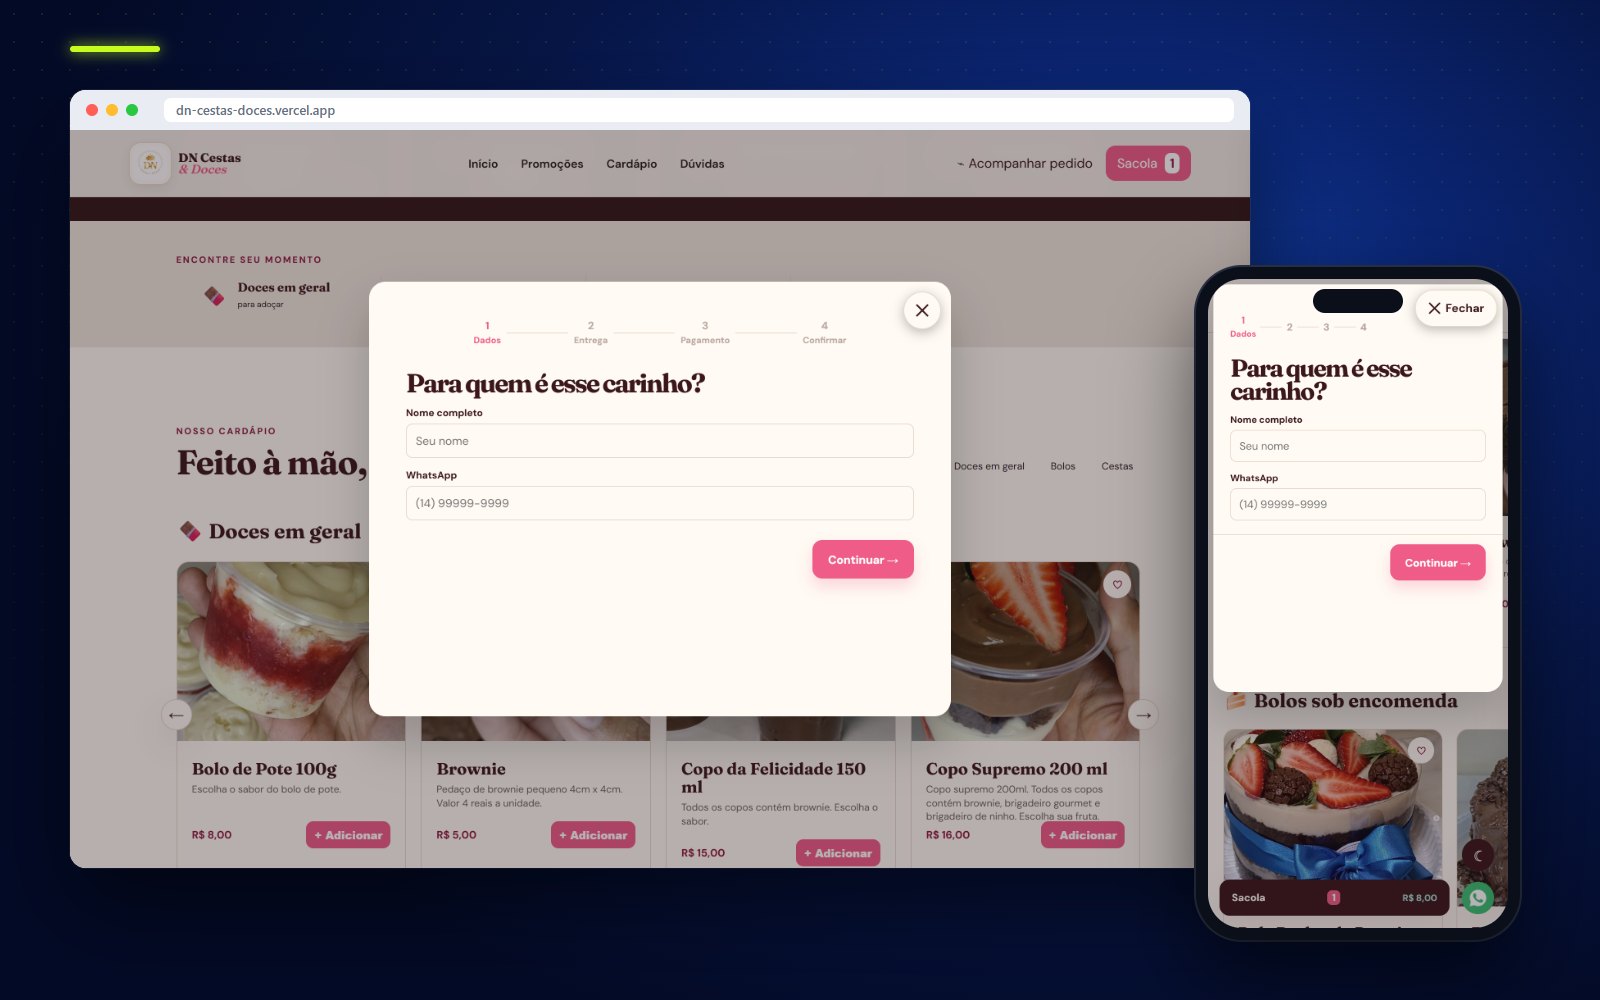 dn-cestas-doces.vercel.app
DN Cestas
& Doces
DN
Início
Promoções
Cardápio
Dúvidas
Acompanhar pedido
Sacola 1
ENCONTRE SEU MOMENTO
Doces em geral
para adoçar
1
Dados
2
Entrega
3
Pagamento
4
Confirmar
Para quem é esse carinho?
Nome completo
Seu nome
WhatsApp
(14) 99999-9999
Continuar →
NOSSO CARDÁPIO
Feito à mão,
Doces em geral
Bolos
Cestas
Doces em geral
←
→
Bolo de Pote 100g
Escolha o sabor do bolo de pote.
R$ 8,00
+ Adicionar
Brownie
Pedaço de brownie pequeno 4cm x 4cm.
Valor 4 reais a unidade.
R$ 5,00
+ Adicionar
Copo da Felicidade 150
ml
Todos os copos contém brownie. Escolha o
sabor.
R$ 15,00
+ Adicionar
Copo Supremo 200 ml
Copo supremo 200ml. Todos os copos
contém brownie, brigadeiro gourmet e
brigadeiro de ninho. Escolha sua fruta.
R$ 16,00
+ Adicionar
Fechar
1
Dados
2
3
4
Para quem é esse
carinho?
Nome completo
Seu nome
WhatsApp
(14) 99999-9999
Continuar →
Bolos sob encomenda
Sacola
1
R$ 8,00